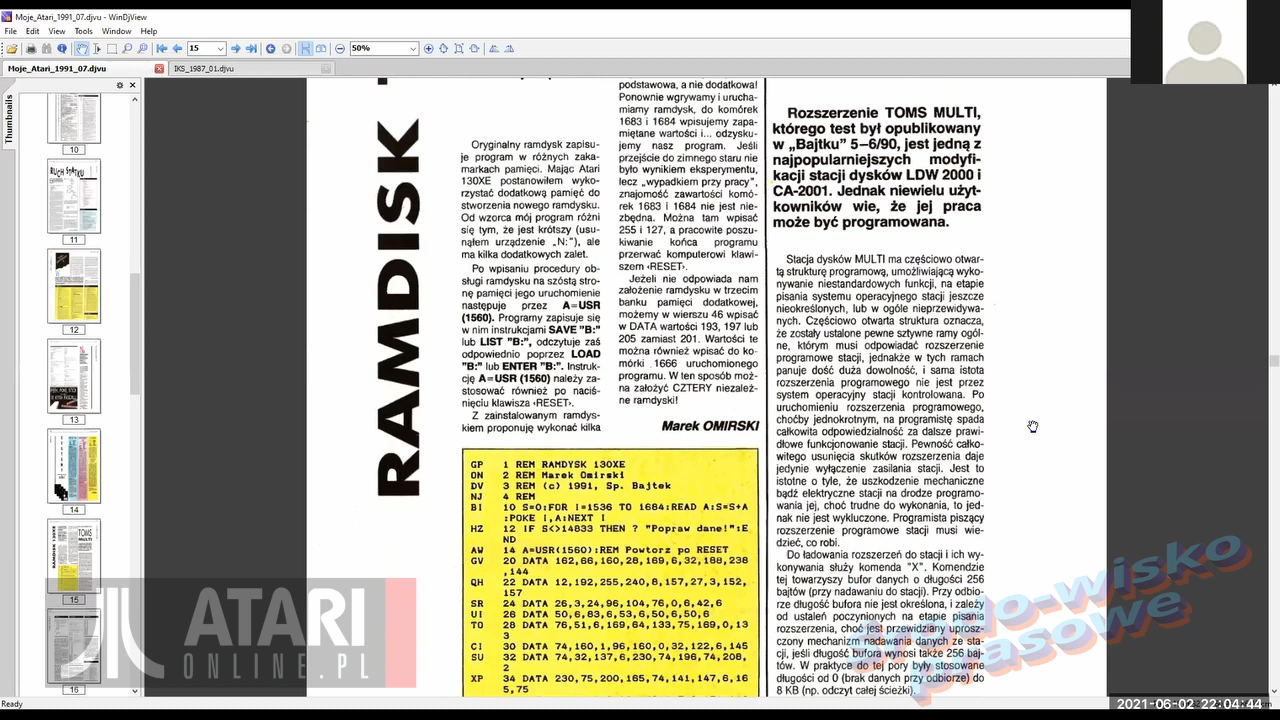 Moje_Atari_1991_07.djvu - WinDjView
File Edit View Tools Window Help
15
50%
Moje_Atari_1991_07.djvu
IKS_1987_01.djvu
Thumbnails
10
RUCH
11
12
13
14
15
16
RAMDISK
Oryginalny ramdysk zapisu-
je program w różnych zaka-
markach pamięci. Mając Atari
130XE postanowiłem wyko-
rzystać dodatkową pamięć do
stworzenia nowego ramdysku.
Od wzorca mój program różni
się tym, że jest krótszy (usu-
nąłem urządzenie „N:"), ale
ma kilka dodatkowych zalet.
Po wpisaniu procedury ob-
sługi ramdysku na szóstą stro-
nę pamięci jego uruchomienie
następuje przez A=USR
(1560). Programy zapisuje się
w nim instrukcjami SAVE "B:"
lub LIST "B:", odczytuje zaś
odpowiednio poprzez LOAD
"B:" lub ENTER "B:". Instruk-
cję A=USR (1560) należy za-
stosować również po naciś-
nięciu klawisza ‹RESET›.
Z zainstalowanym ramdys-
kiem proponuję wykonać kilka
podstawowa, a nie dodatkowa!
Ponownie wgrywamy i urucha-
miamy ramdysk, do komórek
1683 i 1684 wpisujemy zapa-
miętane wartości i... odzysku-
jemy nasz program. Jeśli
przejście do zimnego staru nie
było wynikiem eksperymentu,
lecz „wypadkiem przy pracy",
znajomość zawartości komó-
rek 1683 i 1684 nie jest nie-
zbędna. Można tam wpisać
255 i 127, a pracowite poszu-
kiwanie końca programu
przerwać komputerowi klawi-
szem ‹RESET›.
Jeżeli nie odpowiada nam
założenie ramdysku w trzecim
banku pamięci dodatkowej,
możemy w wierszu 46 wpisać
w DATA wartości 193, 197 lub
205 zamiast 201. Wartości te
można również wpisać do ko-
mórki 1666 uruchomionego
programu. W ten sposób moż-
na założyć CZTERY niezależ-
ne ramdyski!
Marek OMIRSKI
GP 1 REM RAMDYSK 130XE
ON 2 REM Marek Omirski
DV 3 REM (c) 1991, Sp. Bajtek
NJ 4 REM
BI 10 S=0:FOR I=1536 TO 1684:READ A:S=S+A
:POKE I,A:NEXT I
HZ 12 IF S<>14833 THEN ? "Popraw dane!":E
ND
AW 14 A=USR(1560):REM Powtorz po RESET
GV 20 DATA 162,66,160,28,169,6,32,188,238
,144
QH 22 DATA 12,192,255,240,8,157,27,3,152,
157
SR 24 DATA 26,3,24,96,104,76,0,6,42,6
UI 28 DATA 50,6,83,6,53,6,50,6,50,6
TO 28 DATA 76,51,6,169,64,133,75,169,0,13
3
CI 30 DATA 74,160,1,96,160,0,32,122,6,145
SU 32 DATA 74,32,137,6,230,74,196,74,208,
2
XP 34 DATA 230,75,200,165,74,141,147,6,16
5,75
Rozszerzenie TOMS MULTI,
którego test był opublikowany
w „Bajtku" 5–6/90, jest jedną z
najpopularniejszych modyfi-
kacji stacji dysków LDW 2000 i
CA-2001. Jednak niewielu użyt-
kowników wie, że jej praca
może być programowana.
Stacja dysków MULTI ma częściowo otwar-
tą strukturę programową, umożliwiającą wyko-
nywanie niestandardowych funkcji, na etapie
pisania systemu operacyjnego stacji jeszcze
nieokreślonych, lub w ogóle nieprzewidywa-
nych. Częściowo otwarta struktura oznacza,
że zostały ustalone pewne sztywne ramy ogól-
ne, którym musi odpowiadać rozszerzenie
programowe stacji, jednakże w tych ramach
panuje dość duża dowolność, i sama istota
rozszerzenia programowego nie jest przez
system operacyjny stacji kontrolowana. Po
uruchomieniu rozszerzenia programowego,
choćby jednokrotnym, na programistę spada
całkowita odpowiedzialność za dalsze prawi-
dłowe funkcjonowanie stacji. Pewność całko-
witego usunięcia skutków rozszerzenia daje
jedynie wyłączenie zasilania stacji. Jest to
istotne o tyle, że uszkodzenie mechaniczne
bądź elektryczne stacji na drodze programo-
wania jej, choć trudne do wykonania, to jed-
nak nie jest wykluczone. Programista piszący
rozszerzenie programowe stacji musi wie-
dzieć, co robi.
Do ładowania rozszerzeń do stacji i ich wy-
konywania służy komenda "X". Komendzie
tej towarzyszy bufor danych o długości 256
bajtów (przy nadawaniu do stacji). Przy odbio-
rze długość bufora nie jest określona, i zależy
od ustaleń poczynionych na etapie pisania
rozszerzenia, choć jest przewidziany uprosz-
czony mechanizm nadawania danych ze sta-
cji, jeśli długość bufora wynosi także 256 baj-
tów. W praktyce do tej pory były stosowane
długości od 0 (brak danych przy odbiorze) do
8 KB (np. odczyt całej ścieżki).
ATARI
ONLINE.PL
-wisko
prasowe
Ready
2021-06-02 22:04:44